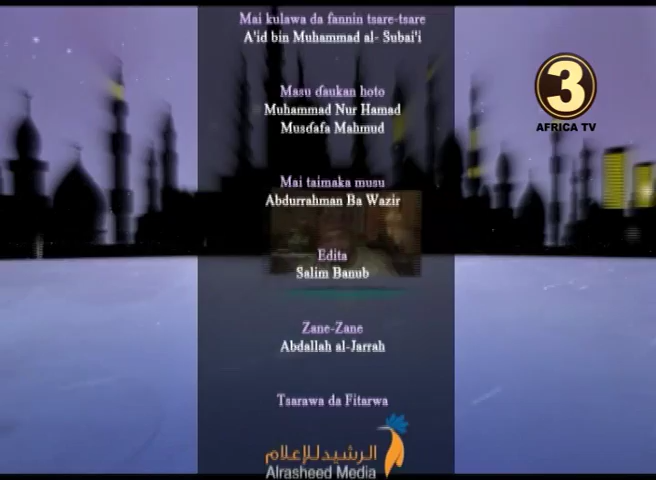 Mai kulawa da fannin tsare-tsare
A'id bin Muhammad al- Subai'i
Masu ɗaukan hoto
Muhammad Nur Hamad
Musɗafa Mahmud
Mai taimaka musu
Abdurrahman Ba Wazir
Edita
Salim Banub
Zane-Zane
Abdallah al-Jarrah
Tsarawa da Fitarwa
الرشيد للإعلام
Alrasheed Media
3
AFRICA TV